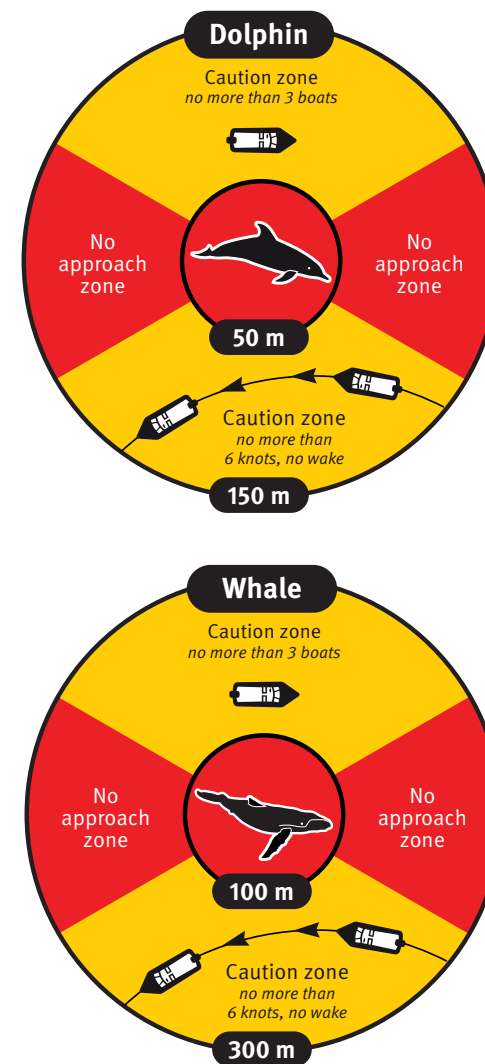 Dolphin
Caution zone
no more than 3 boats
No
approach
zone
No
approach
zone
50 m
Caution zone
no more than
6 knots, no wake
150 m
Whale
Caution zone
no more than 3 boats
No
approach
zone
No
approach
zone
100 m
Caution zone
no more than
6 knots, no wake
300 m